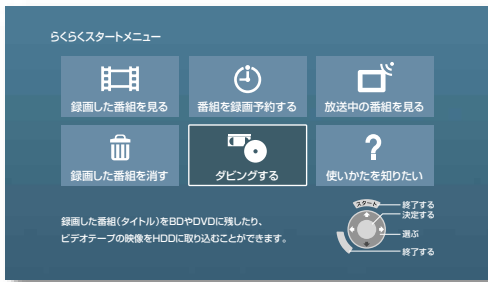 らくらくスタートメニュー
録画した番組を見る
番組を録画予約する
放送中の番組を見る
録画した番組を消す
ダビングする
使いかたを知りたい
録画した番組(タイトル)をBDやDVDに残したり、
ビデオテープの映像をHDDに取り込むことができます。
スタート
終了する
決定する
選ぶ
終了する